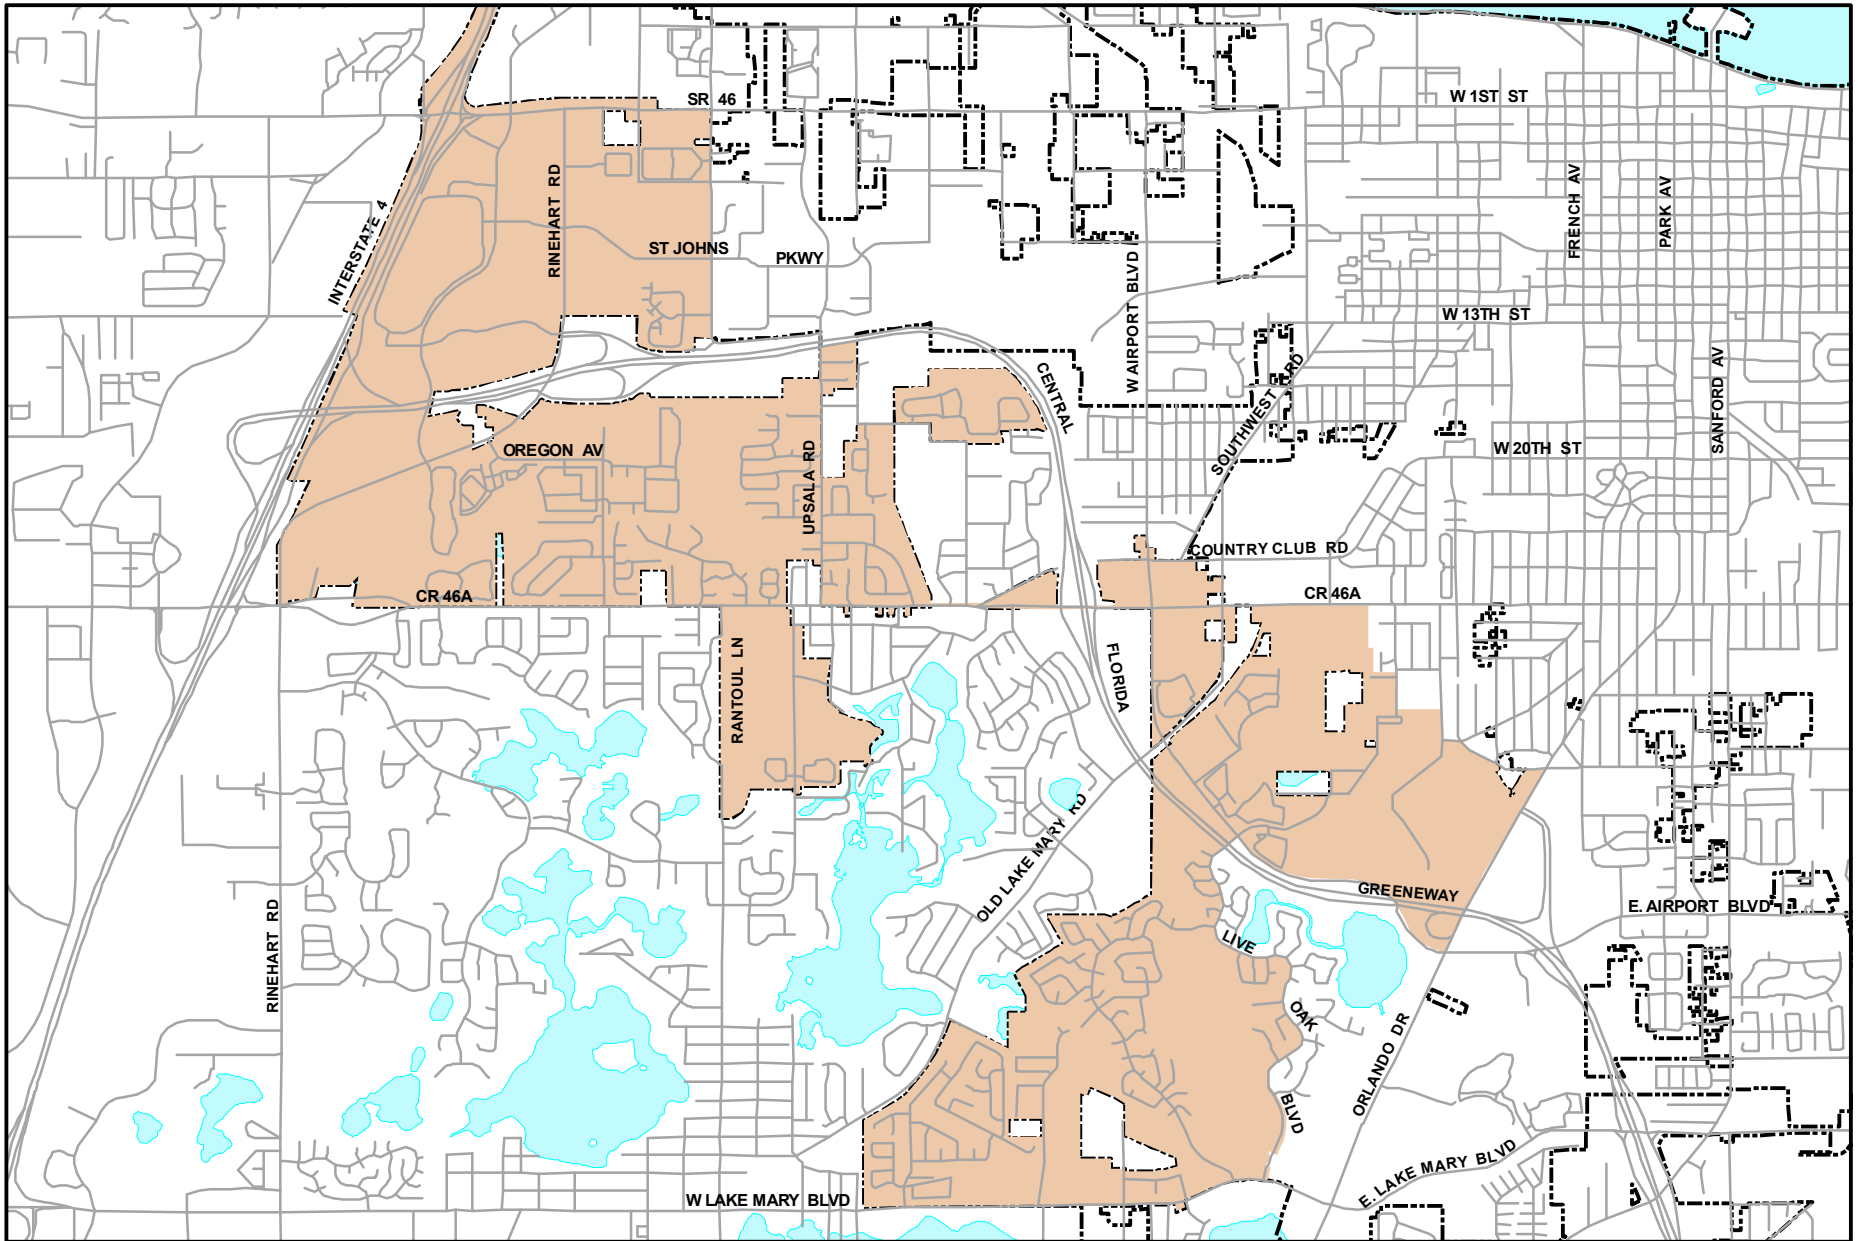 SR 46
W 1ST ST
INTERSTATE 4
RINEHART RD
FRENCH AV
PARK AV
ST JOHNS
PKWY
W AIRPORT BLVD
W 13TH ST
CENTRAL
SOUTHWEST RD
SANFORD AV
OREGON AV
UPSALA RD
W 20TH ST
COUNTRY CLUB RD
CR 46A
CR 46A
RANTOUL LN
FLORIDA
OLD LAKE MARY RD
GREENEWAY
E. AIRPORT BLVD
RINEHART RD
LIVE
OAK
BLVD
ORLANDO DR
E. LAKE MARY BLVD
W LAKE MARY BLVD